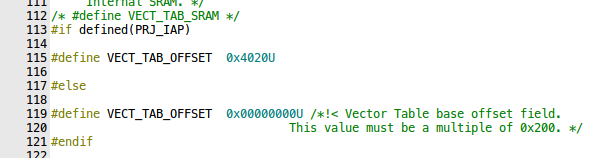 111 Internal SRAM. */
112 /* #define VECT_TAB_SRAM */
113 #if defined(PRJ_IAP)
114
115 #define VECT_TAB_OFFSET 0x4020U
116
117 #else
118
119 #define VECT_TAB_OFFSET 0x00000000U /*!< Vector Table base offset field.
120 This value must be a multiple of 0x200. */
121 #endif
122